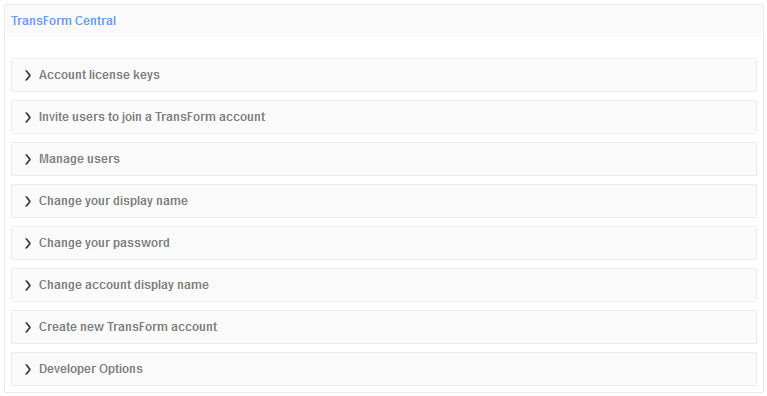 TransForm Central
Account license keys
Invite users to join a TransForm account
Manage users
Change your display name
Change your password
Change account display name
Create new TransForm account
Developer Options